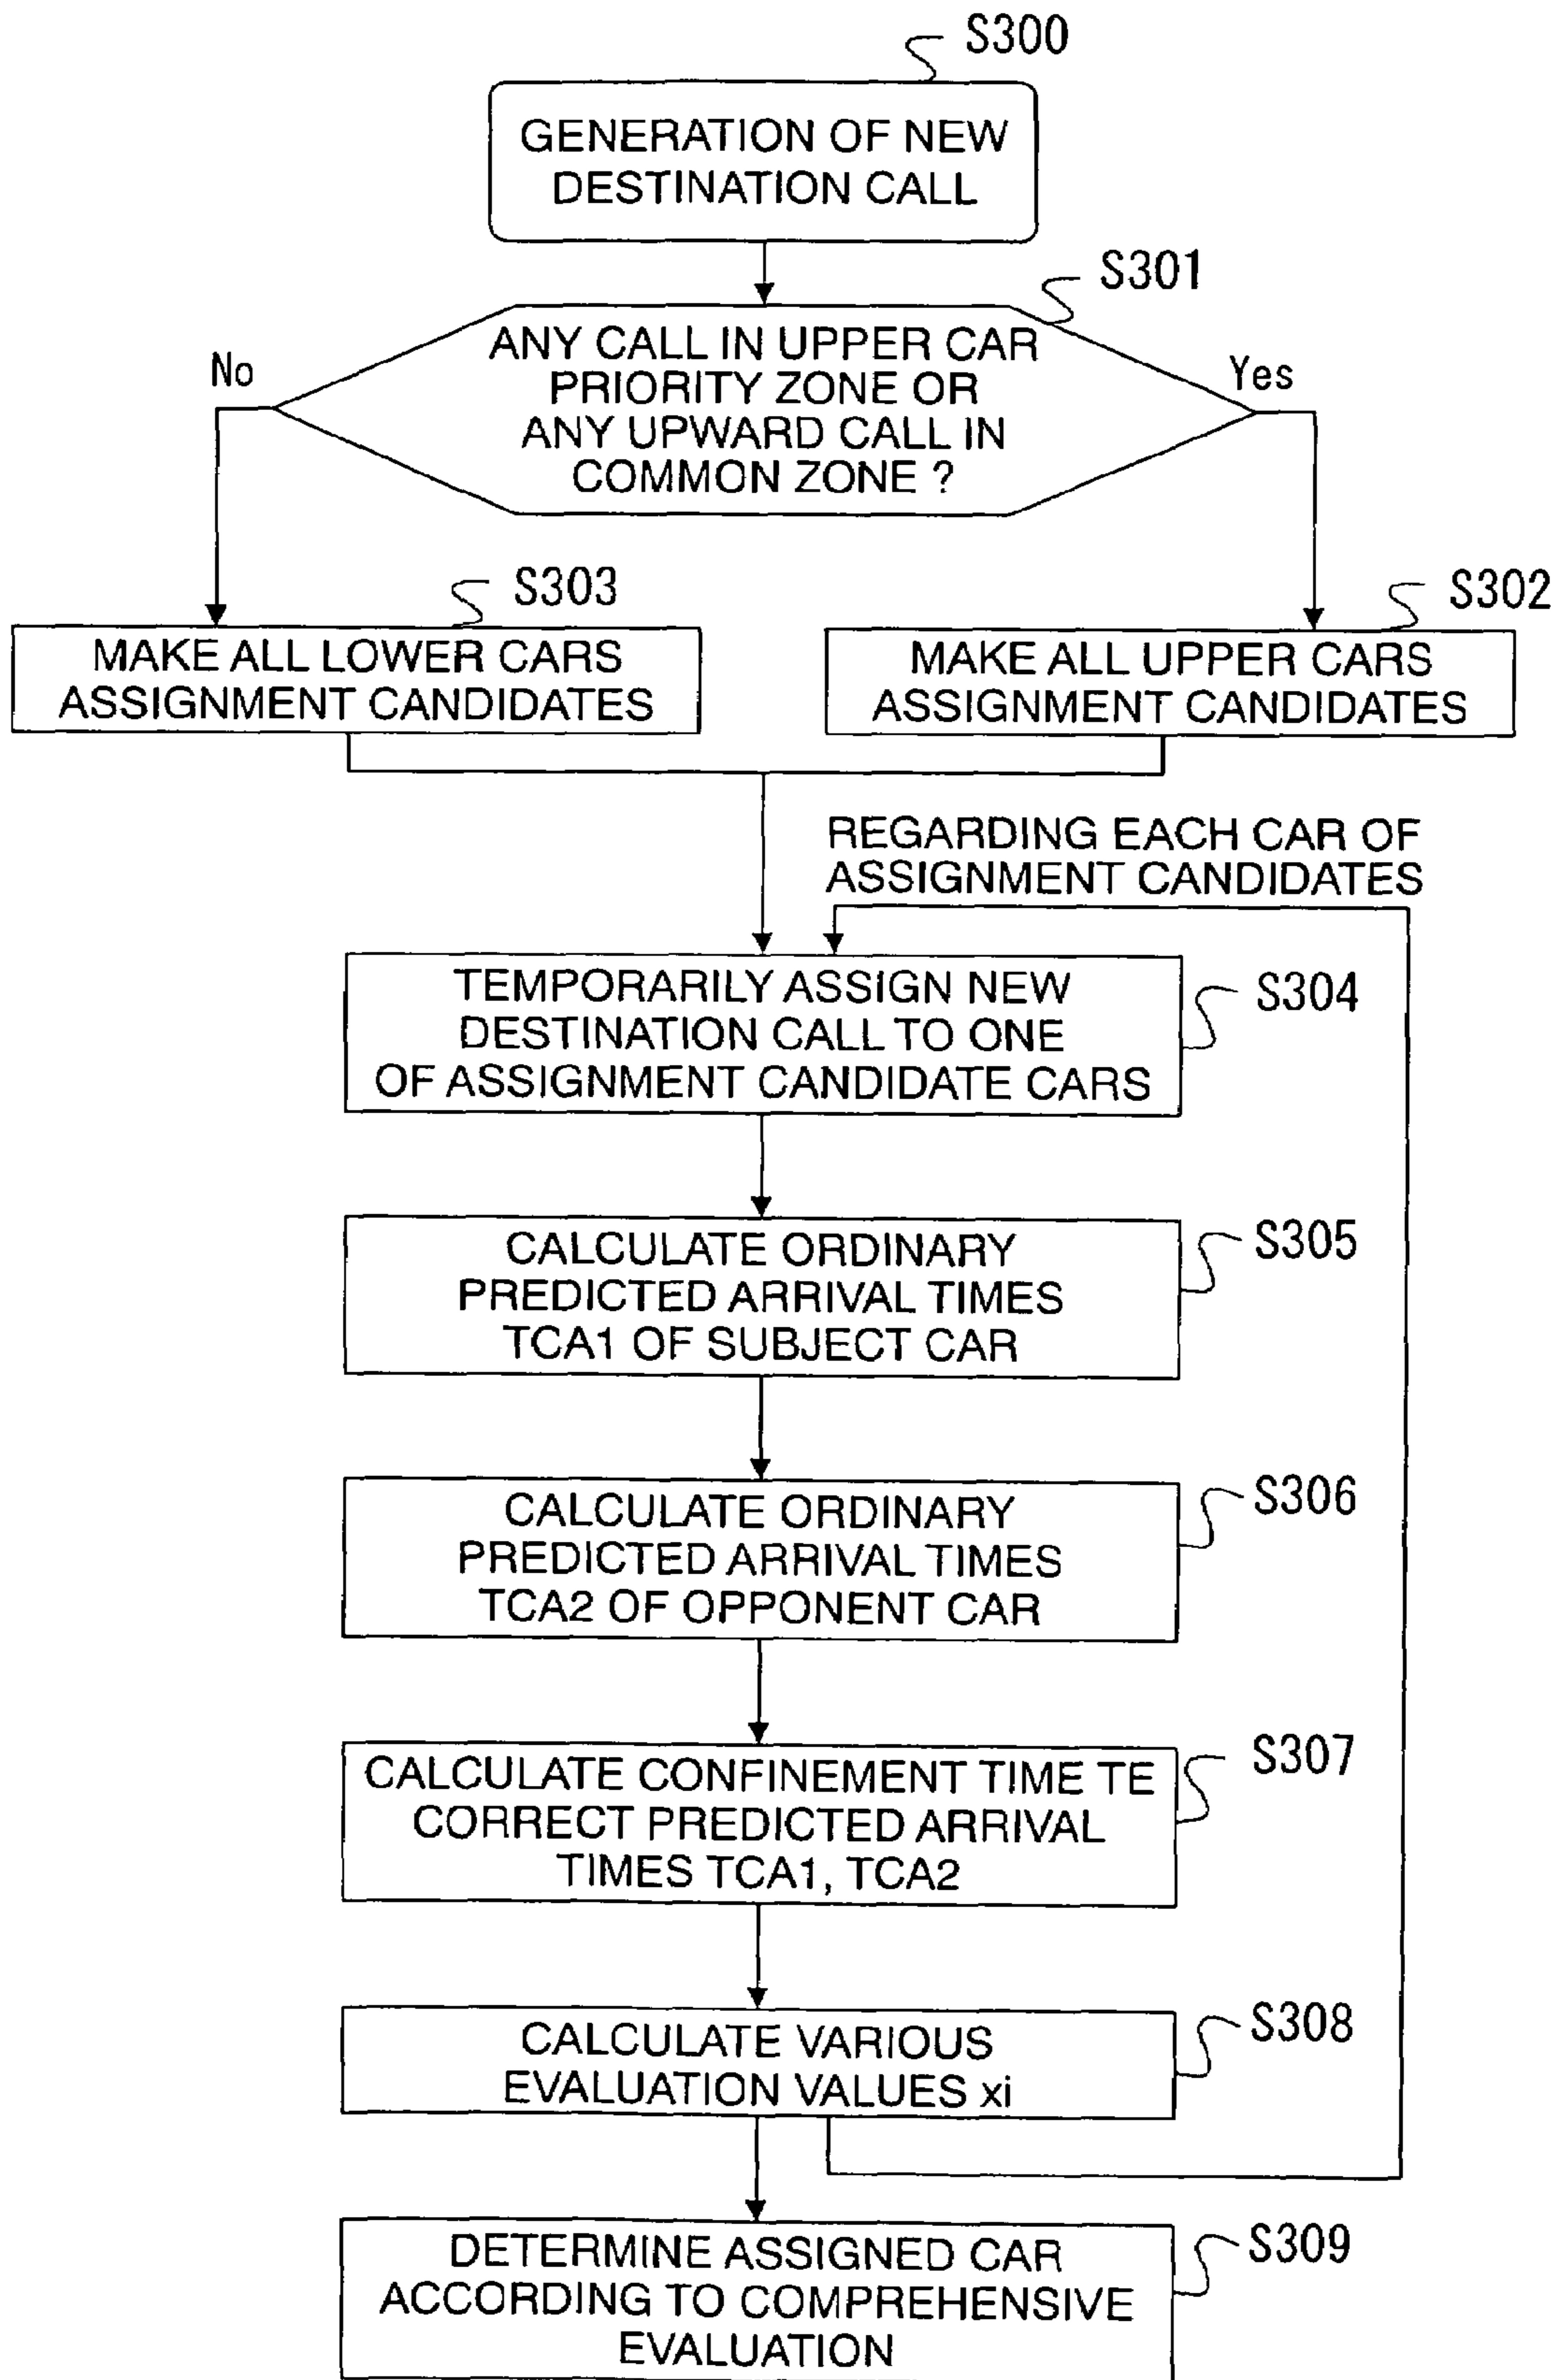 S300
GENERATION OF NEW
DESTINATION CALL
S301
ANY CALL IN UPPER CAR
PRIORITY ZONE OR
ANY UPWARD CALL IN
COMMON ZONE ?
No
Yes
S303
MAKE ALL LOWER CARS
ASSIGNMENT CANDIDATES
S302
MAKE ALL UPPER CARS
ASSIGNMENT CANDIDATES
REGARDING EACH CAR OF
ASSIGNMENT CANDIDATES
TEMPORARILY ASSIGN NEW
DESTINATION CALL TO ONE
OF ASSIGNMENT CANDIDATE CARS
S304
CALCULATE ORDINARY
PREDICTED ARRIVAL TIMES
TCA1 OF SUBJECT CAR
S305
CALCULATE ORDINARY
PREDICTED ARRIVAL TIMES
TCA2 OF OPPONENT CAR
S306
CALCULATE CONFINEMENT TIME TE
CORRECT PREDICTED ARRIVAL
TIMES TCA1, TCA2
S307
CALCULATE VARIOUS
EVALUATION VALUES xi
S308
DETERMINE ASSIGNED CAR
ACCORDING TO COMPREHENSIVE
EVALUATION
S309